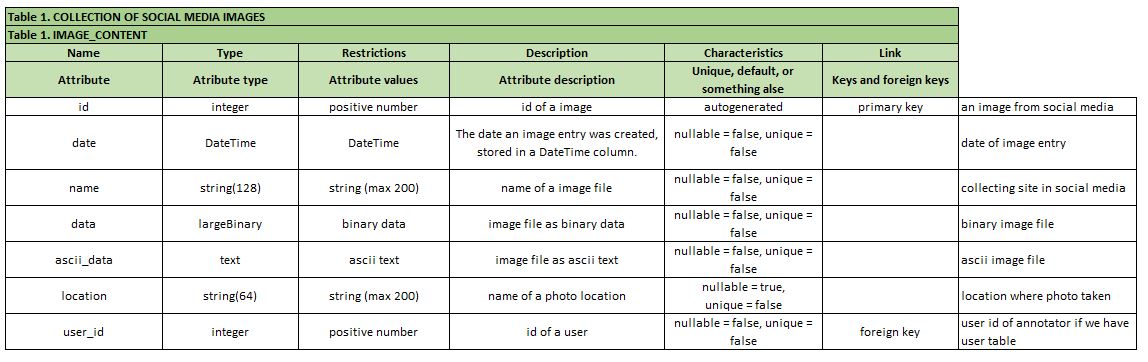 Table 1. COLLECTION OF SOCIAL MEDIA IMAGES
Table 1. IMAGE_CONTENT
Name Type Restrictions Description Characteristics Link
Attribute Atribute type Attribute values Attribute description Unique, default, or something alse Keys and foreign keys
id integer positive number id of a image autogenerated primary key an image from social media
date DateTime DateTime The date an image entry was created, stored in a DateTime column. nullable = false, unique = false date of image entry
name string(128) string (max 200) name of a image file nullable = false, unique = false collecting site in social media
data largeBinary binary data image file as binary data nullable = false, unique = false binary image file
ascii_data text ascii text image file as ascii text nullable = false, unique = false ascii image file
location string(64) string (max 200) name of a photo location nullable = true, unique = false location where photo taken
user_id integer positive number id of a user nullable = false, unique = false foreign key user id of annotator if we have user table